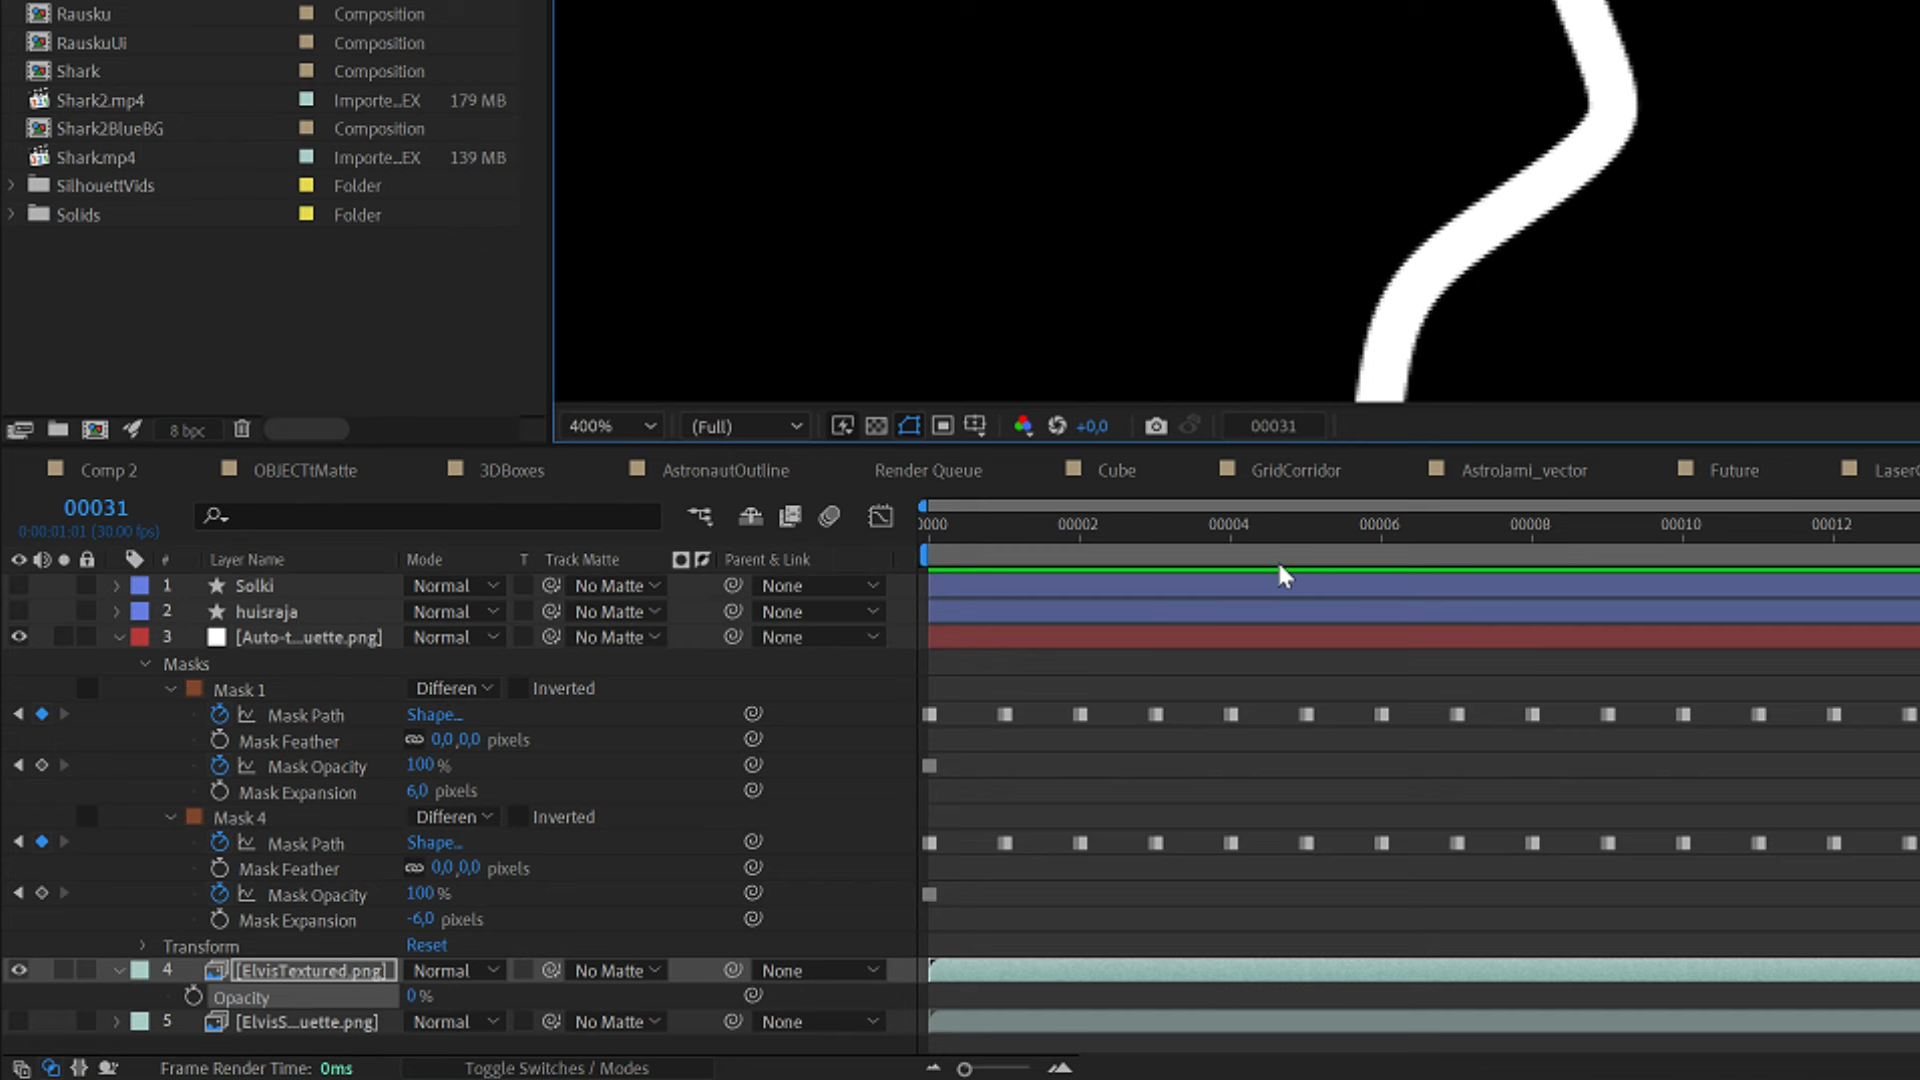 Rausku Composition
RauskuUi Composition
Shark Composition
Shark2.mp4 Importe...EX 179 MB
Shark2BlueBG Composition
Shark.mp4 Importe...EX 139 MB
SilhouettVids Folder
Solids Folder
8 bpc
400% (Full) +0,0 00031
Comp 2 OBJECTtMatte 3DBoxes AstronautOutline Render Queue Cube GridCorridor AstroJami_vector Future Laser
00031
0:00:01:01 (30.00 fps)
0000 00002 00004 00006 00008 00010 00012
# Layer Name Mode T Track Matte Parent & Link
1 Solki Normal No Matte None
2 huisraja Normal No Matte None
3 [Auto-t...uette.png] Normal No Matte None
Masks
Mask 1 Differen Inverted
Mask Path Shape...
Mask Feather 0,0,0,0 pixels
Mask Opacity 100 %
Mask Expansion 6,0 pixels
Mask 4 Differen Inverted
Mask Path Shape...
Mask Feather 0,0,0,0 pixels
Mask Opacity 100 %
Mask Expansion -6,0 pixels
Transform Reset
4 [ElvisTextured.png] Normal No Matte None
Opacity 0 %
5 [ElvisS...uette.png] Normal No Matte None
Frame Render Time: 0ms Toggle Switches / Modes